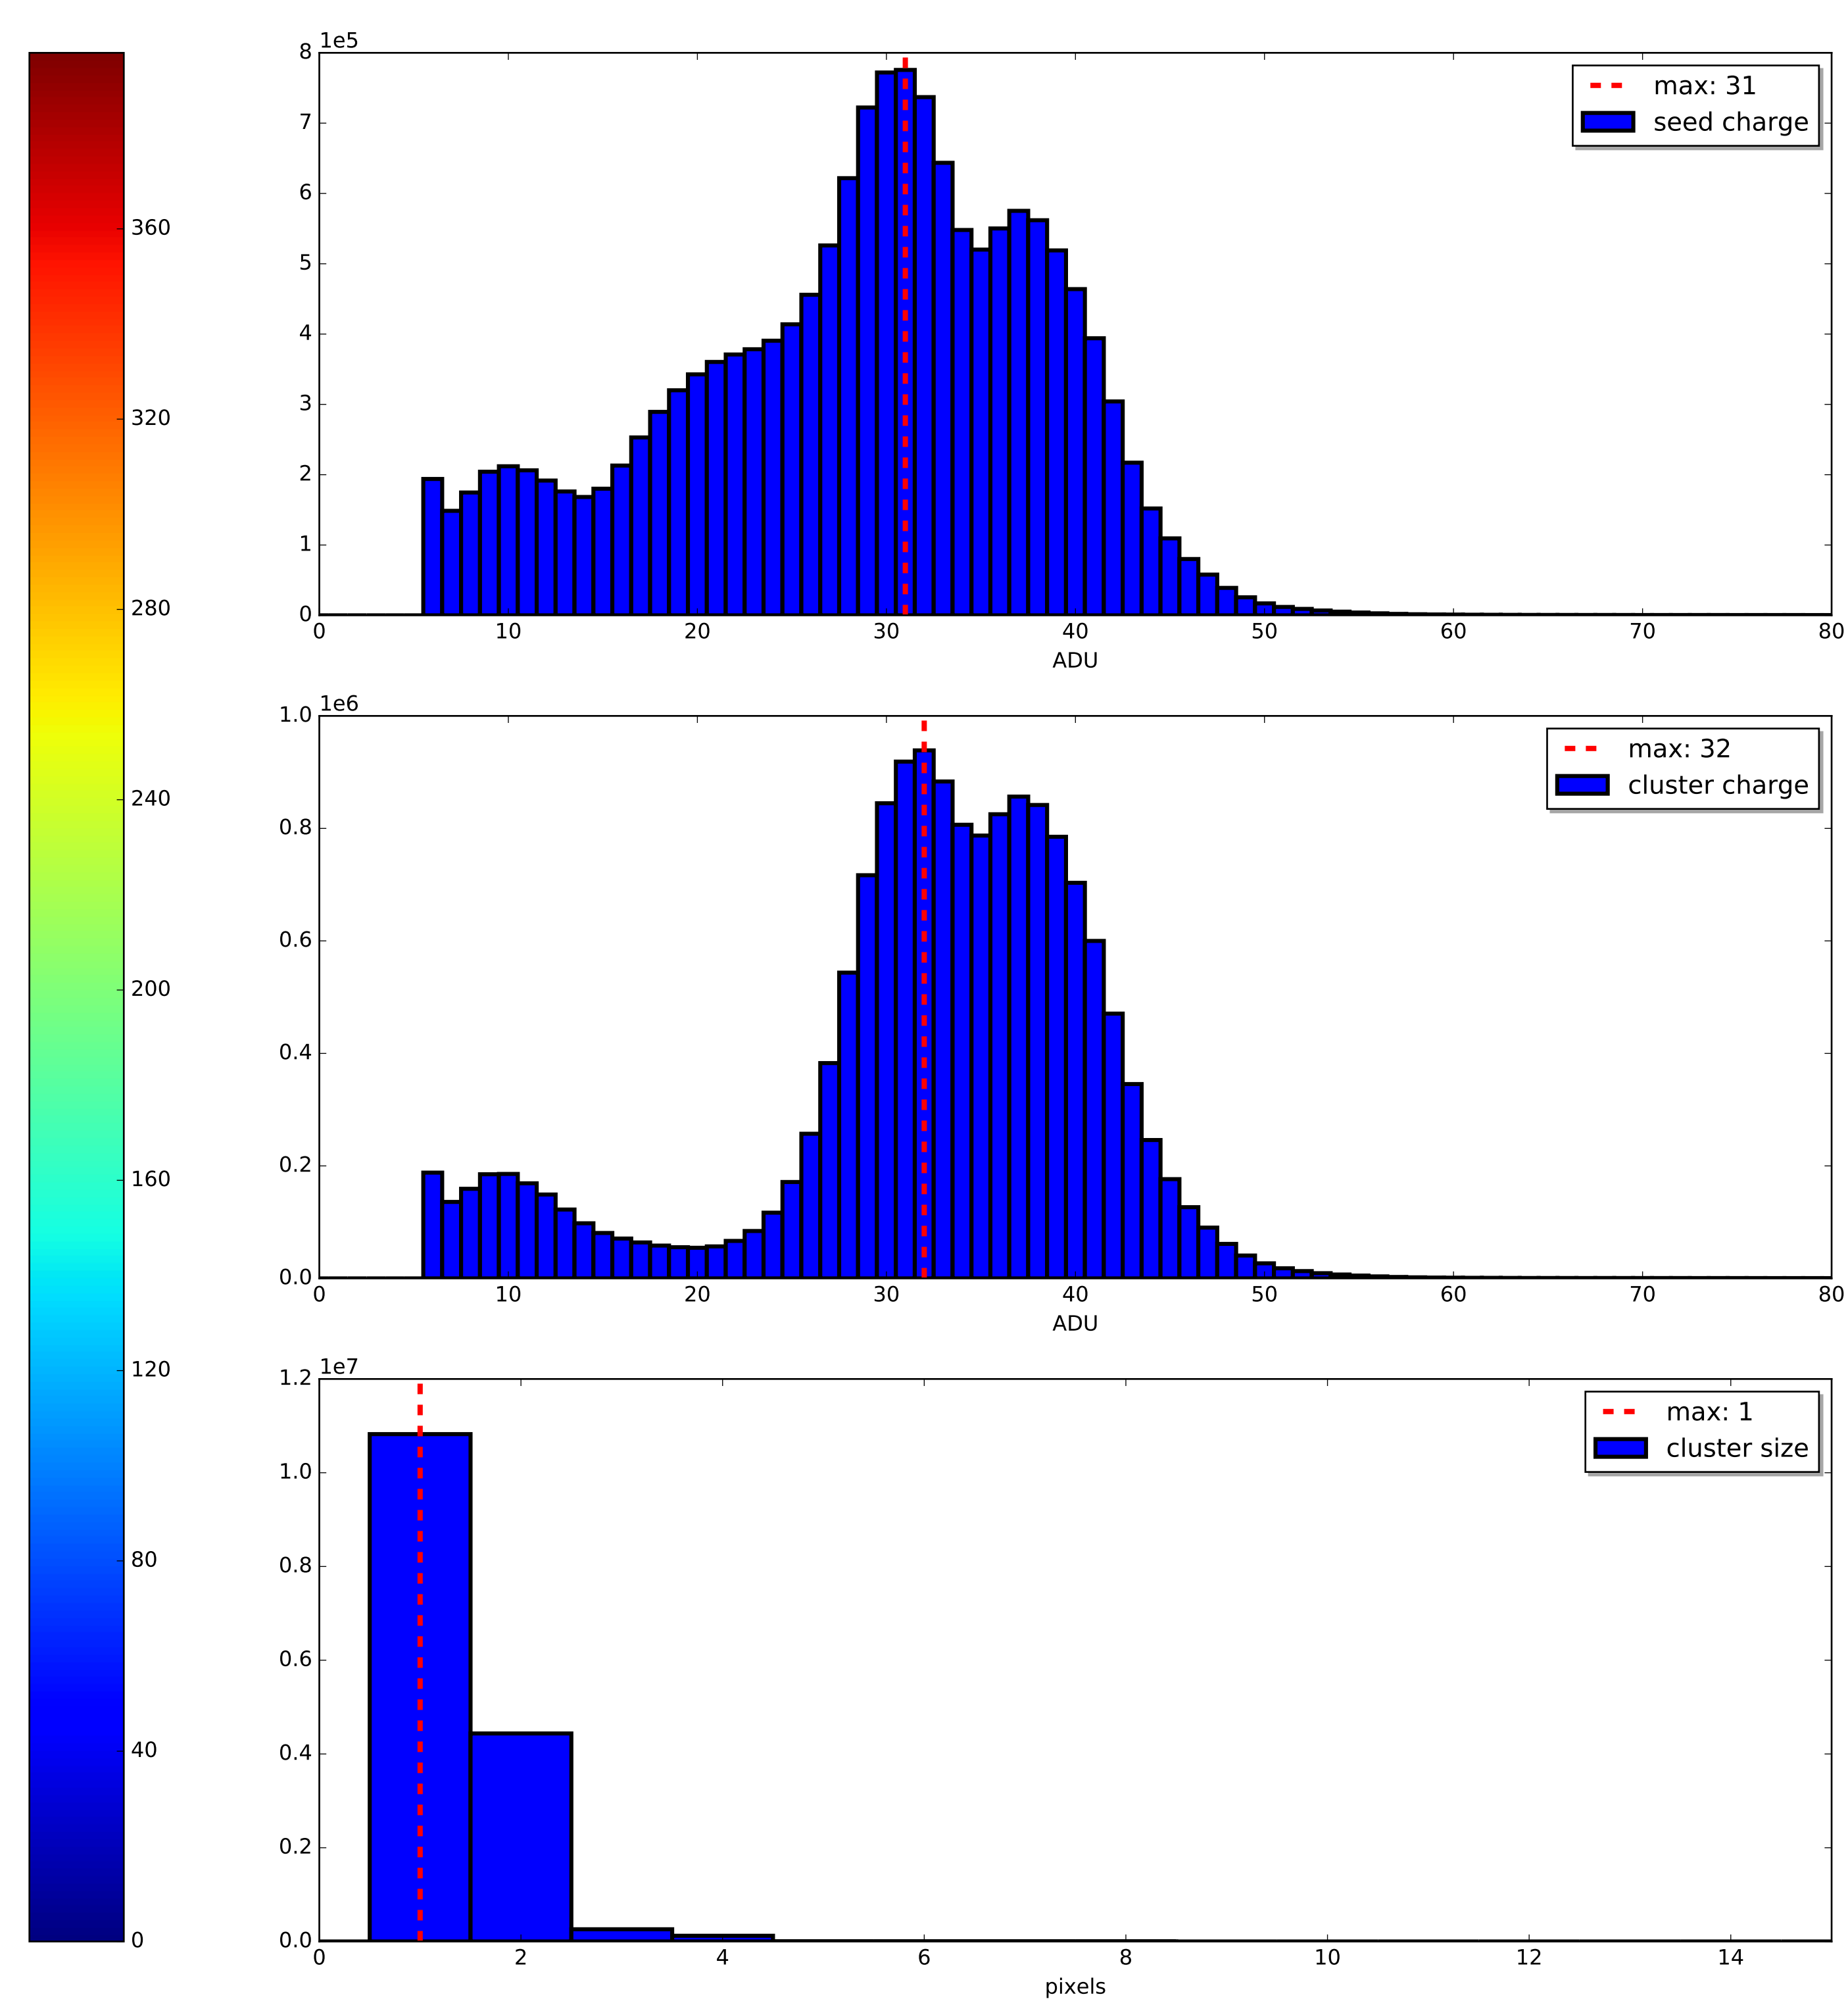 360
320
280
240
200
160
120
80
40
0
1e5
8
7
6
5
4
3
2
1
0
0 10 20 30 40 50 60 70 80
ADU
max: 31
seed charge
1e6
1.0
0.8
0.6
0.4
0.2
0.0
0 10 20 30 40 50 60 70 80
ADU
max: 32
cluster charge
1e7
1.2
1.0
0.8
0.6
0.4
0.2
0.0
0 2 4 6 8 10 12 14
pixels
max: 1
cluster size